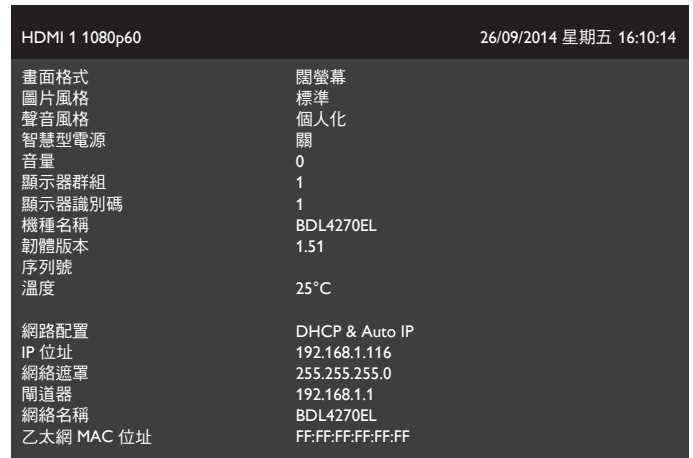 HDMI 1 1080p60 26/09/2014 星期五 16:10:14
畫面格式 闊螢幕
圖片風格 標準
聲音風格 個人化
智慧型電源 關
音量 0
顯示器群組 1
顯示器識別碼 1
機種名稱 BDL4270EL
韌體版本 1.51
序列號
溫度 25°C
網路配置 DHCP & Auto IP
IP 位址 192.168.1.116
網絡遮罩 255.255.255.0
閘道器 192.168.1.1
網絡名稱 BDL4270EL
乙太網 MAC 位址 FF:FF:FF:FF:FF:FF